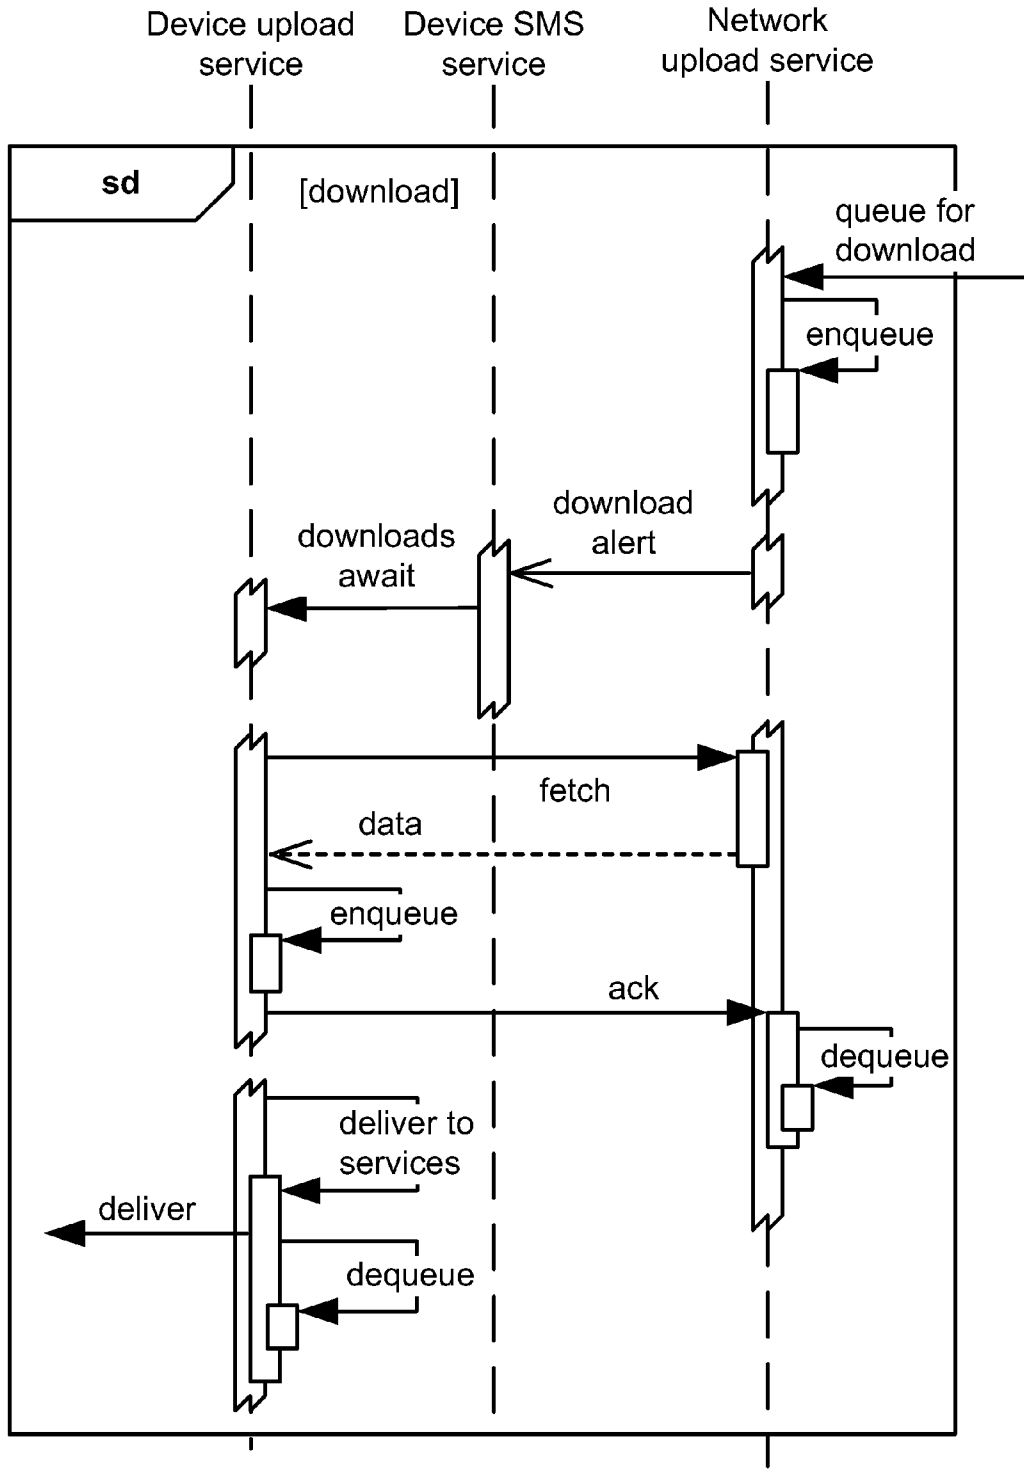 Device upload
service
Device SMS
service
Network
upload service
sd
[download]
queue for
download
enqueue
download
alert
downloads
await
fetch
data
enqueue
ack
dequeue
deliver to
services
deliver
dequeue